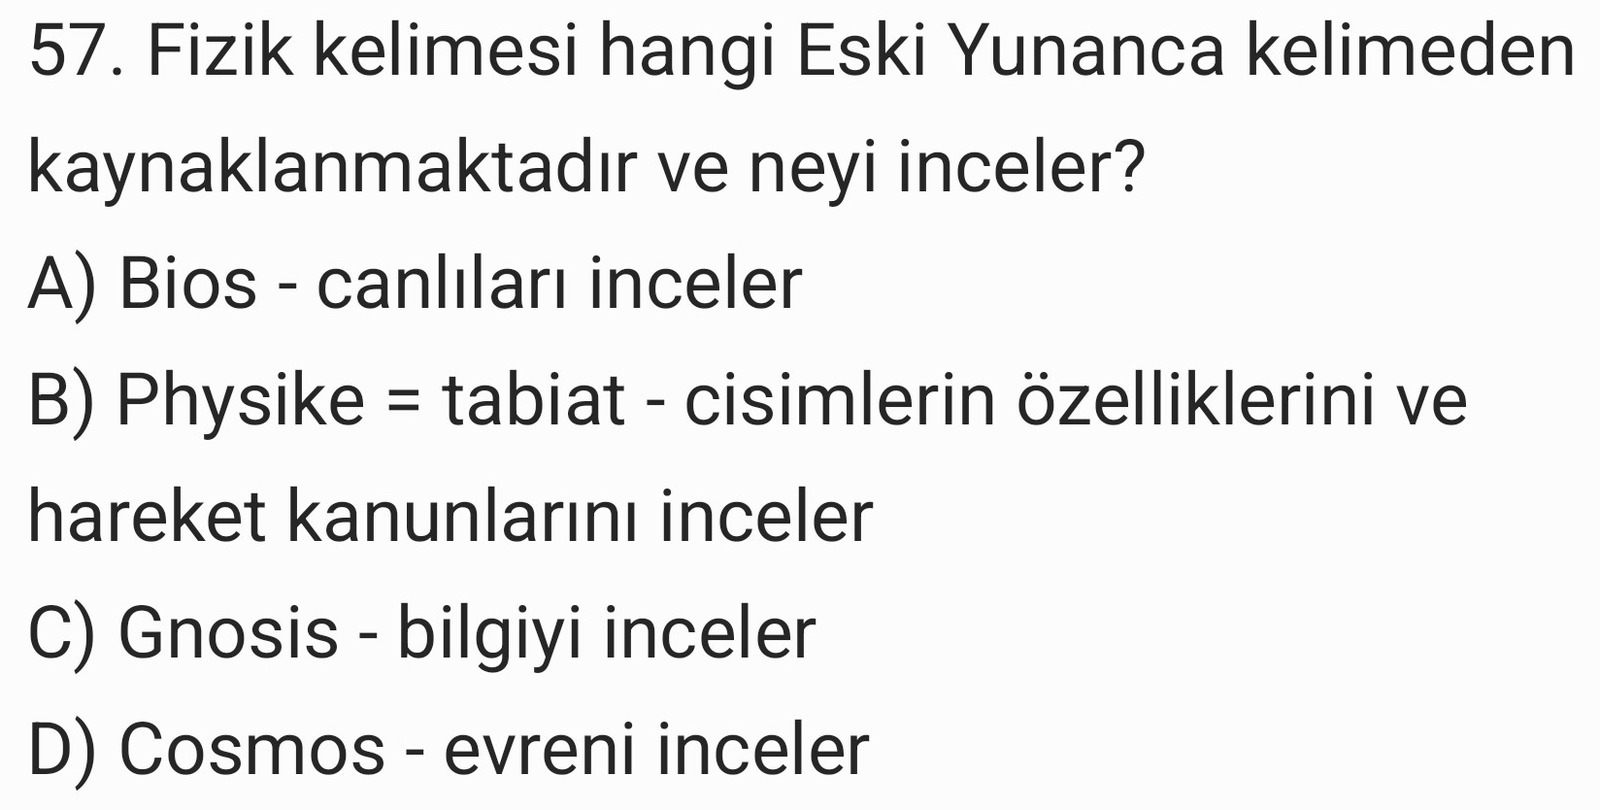 57. Fizik kelimesi hangi Eski Yunanca kelimeden
kaynaklanmaktadır ve neyi inceler?
A) Bios - canlıları inceler
B) Physike = tabiat - cisimlerin özelliklerini ve
hareket kanunlarını inceler
C) Gnosis - bilgiyi inceler
D) Cosmos - evreni inceler